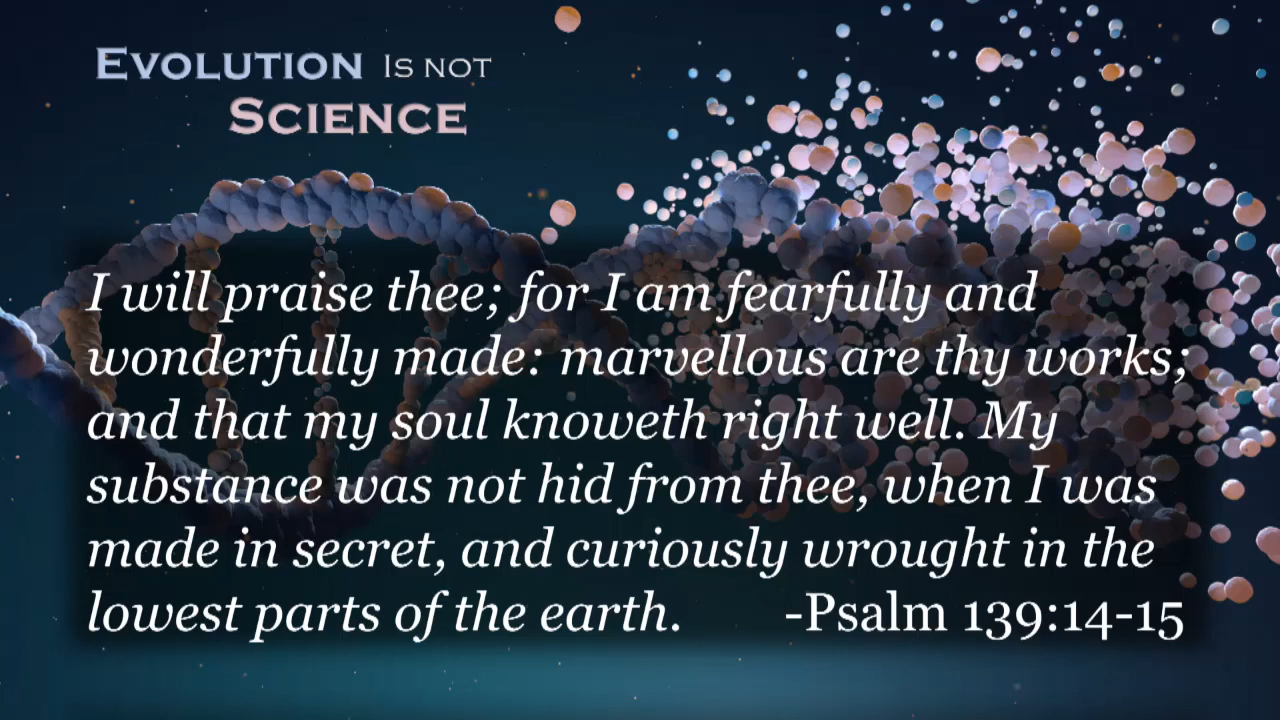 Evolution Is not
Science
I will praise thee; for I am fearfully and
wonderfully made: marvellous are thy works;
and that my soul knoweth right well. My
substance was not hid from thee, when I was
made in secret, and curiously wrought in the
lowest parts of the earth. -Psalm 139:14-15